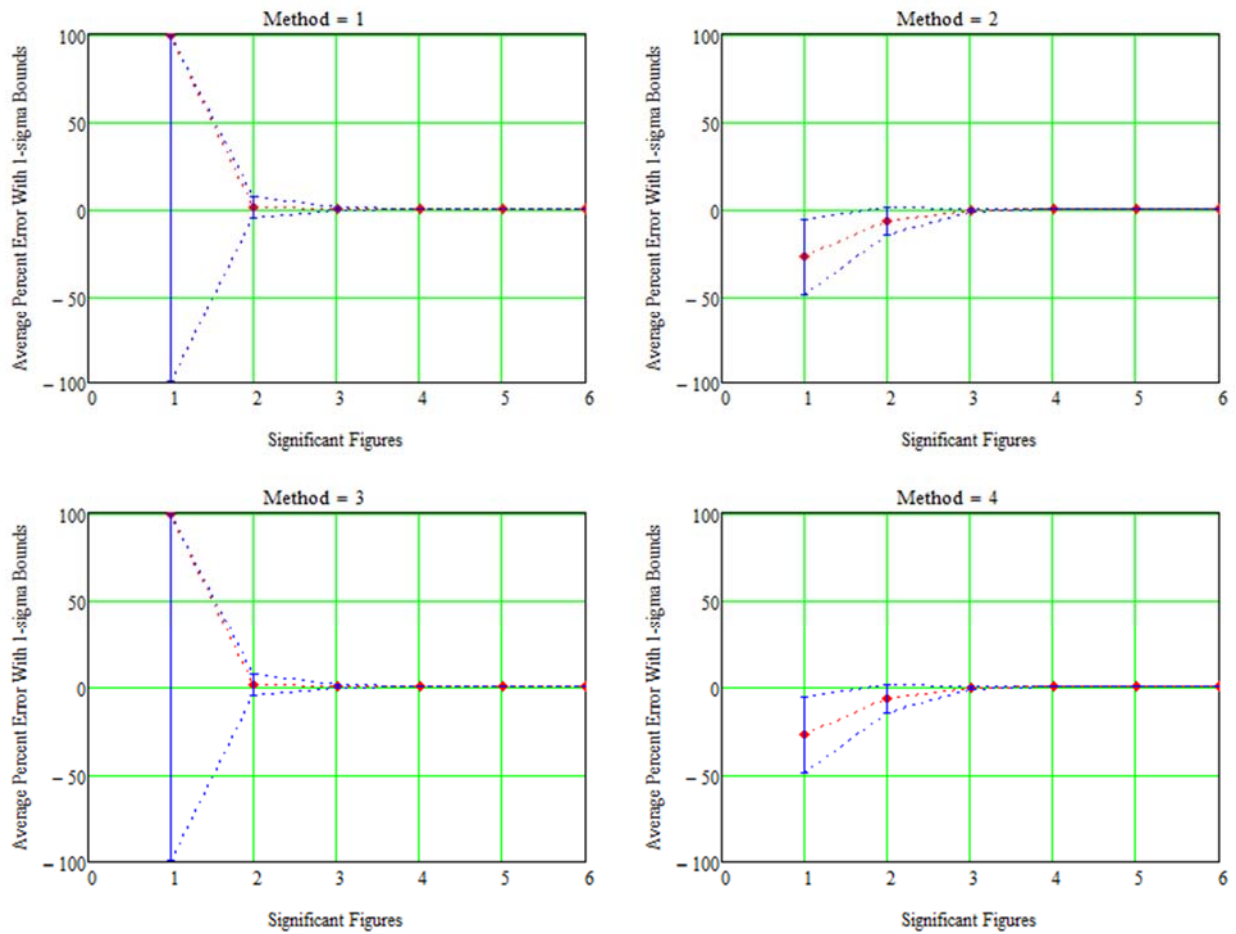 Method = 1
Average Percent Error With 1-sigma Bounds
100
50
0
− 50
− 100
0 1 2 3 4 5 6
Significant Figures
Method = 2
Average Percent Error With 1-sigma Bounds
100
50
0
− 50
− 100
0 1 2 3 4 5 6
Significant Figures
Method = 3
Average Percent Error With 1-sigma Bounds
100
50
0
− 50
− 100
0 1 2 3 4 5 6
Significant Figures
Method = 4
Average Percent Error With 1-sigma Bounds
100
50
0
− 50
− 100
0 1 2 3 4 5 6
Significant Figures